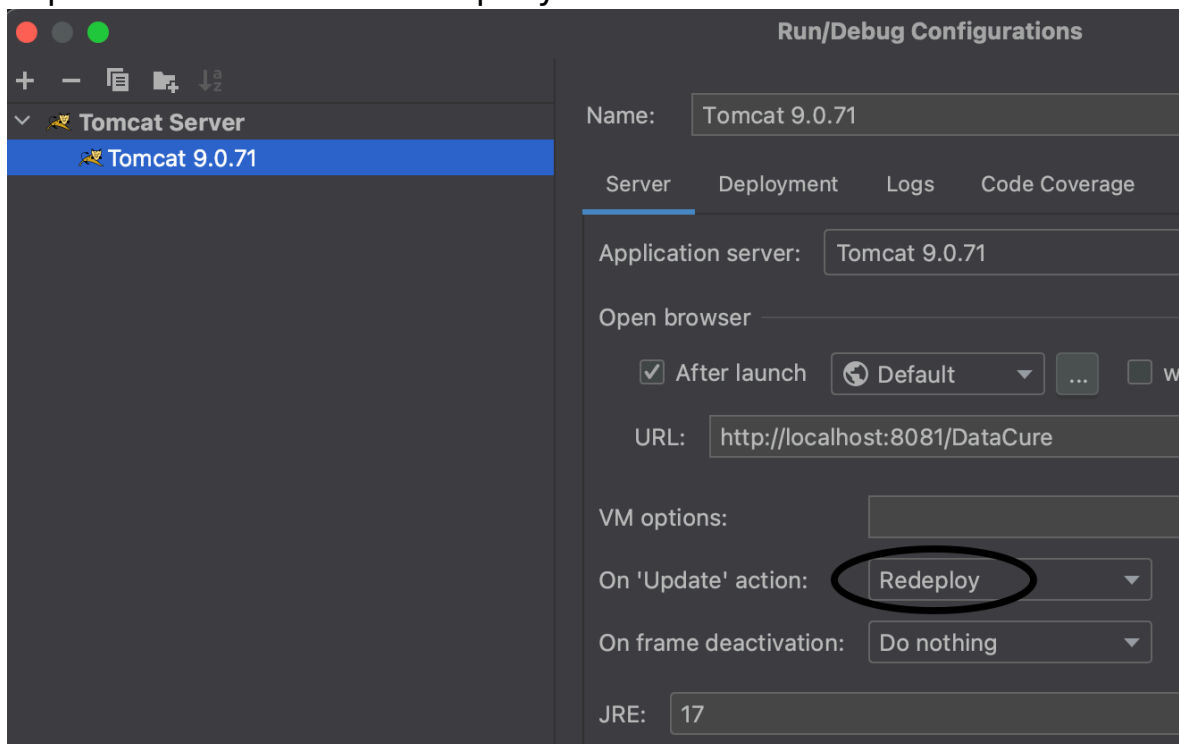 Run/Debug Configurations
Tomcat Server
Tomcat 9.0.71
Name: Tomcat 9.0.71
Server Deployment Logs Code Coverage
Application server: Tomcat 9.0.71
Open browser
After launch Default ... w
URL: http://localhost:8081/DataCure
VM options:
On 'Update' action: Redeploy
On frame deactivation: Do nothing
JRE: 17